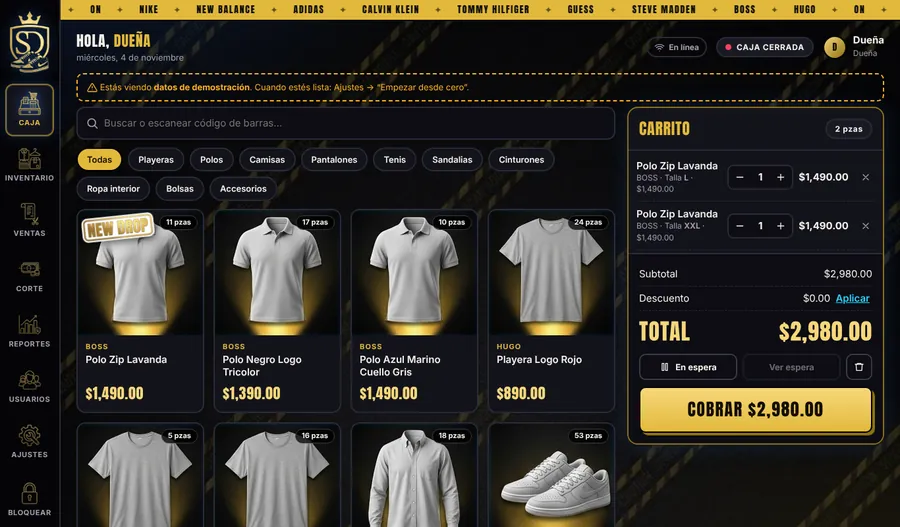 ON NIKE NEW BALANCE ADIDAS CALVIN KLEIN TOMMY HILFIGER GUESS STEVE MADDEN BOSS HUGO ON
SD
HOLA, DUEÑA
miércoles, 4 de noviembre
En línea
CAJA CERRADA
D
Dueña
Dueña
Estás viendo datos de demostración. Cuando estés lista: Ajustes → "Empezar desde cero".
CAJA
INVENTARIO
VENTAS
CORTE
REPORTES
USUARIOS
AJUSTES
BLOQUEAR
Buscar o escanear código de barras...
Todas Playeras Polos Camisas Pantalones Tenis Sandalias Cinturones
Ropa interior Bolsas Accesorios
NEW DROP
11 pzas
BOSS
Polo Zip Lavanda
$1,490.00
17 pzas
BOSS
Polo Negro Logo
Tricolor
$1,390.00
10 pzas
BOSS
Polo Azul Marino
Cuello Gris
$1,490.00
24 pzas
HUGO
Playera Logo Rojo
$890.00
5 pzas
16 pzas
18 pzas
53 pzas
CARRITO
2 pzas
Polo Zip Lavanda
BOSS · Talla L ·
$1,490.00
− 1 + $1,490.00 ×
Polo Zip Lavanda
BOSS · Talla XXL ·
$1,490.00
− 1 + $1,490.00 ×
Subtotal $2,980.00
Descuento $0.00 Aplicar
TOTAL $2,980.00
En espera
Ver espera
COBRAR $2,980.00